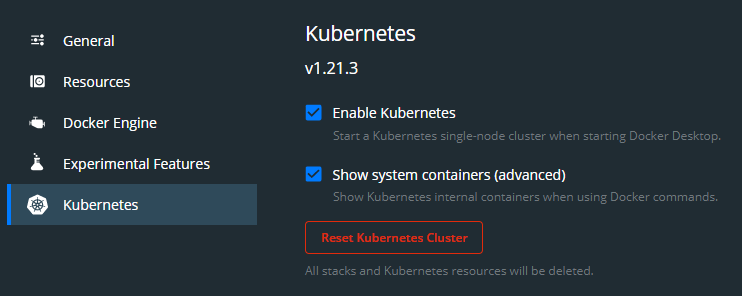 General
Resources
Docker Engine
Experimental Features
Kubernetes
Kubernetes
v1.21.3
Enable Kubernetes
Start a Kubernetes single-node cluster when starting Docker Desktop.
Show system containers (advanced)
Show Kubernetes internal containers when using Docker commands.
Reset Kubernetes Cluster
All stacks and Kubernetes resources will be deleted.